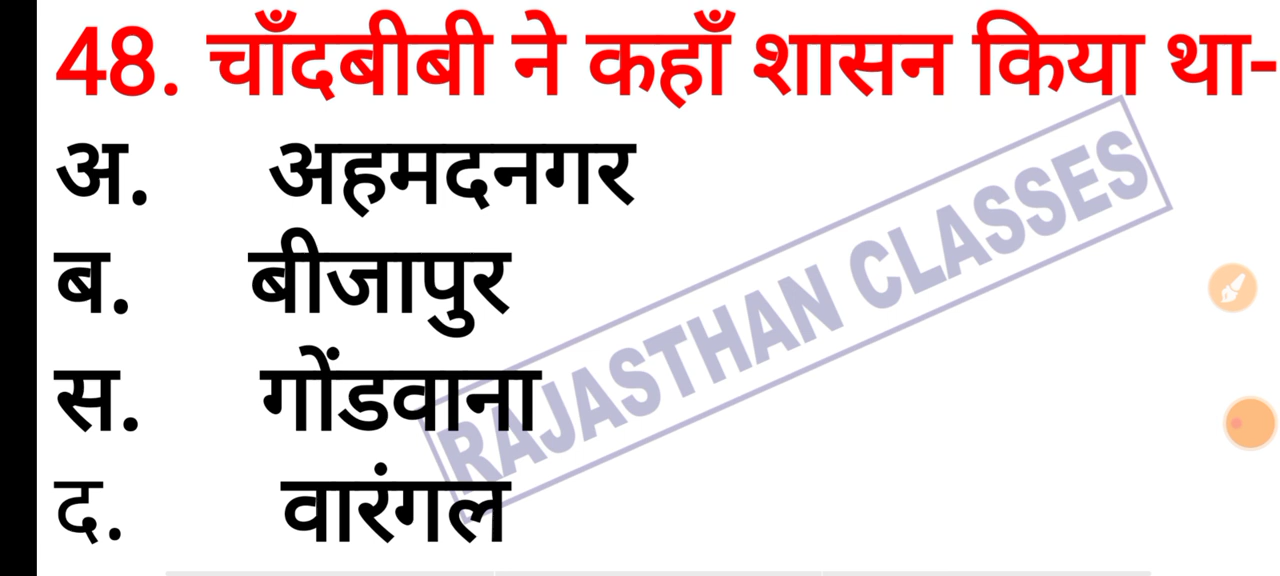 48. चाँदबीबी ने कहाँ शासन किया था-
अ. अहमदनगर
ब. बीजापुर
स. गोंडवाना
द. वारंगल
RAJASTHAN CLASSES